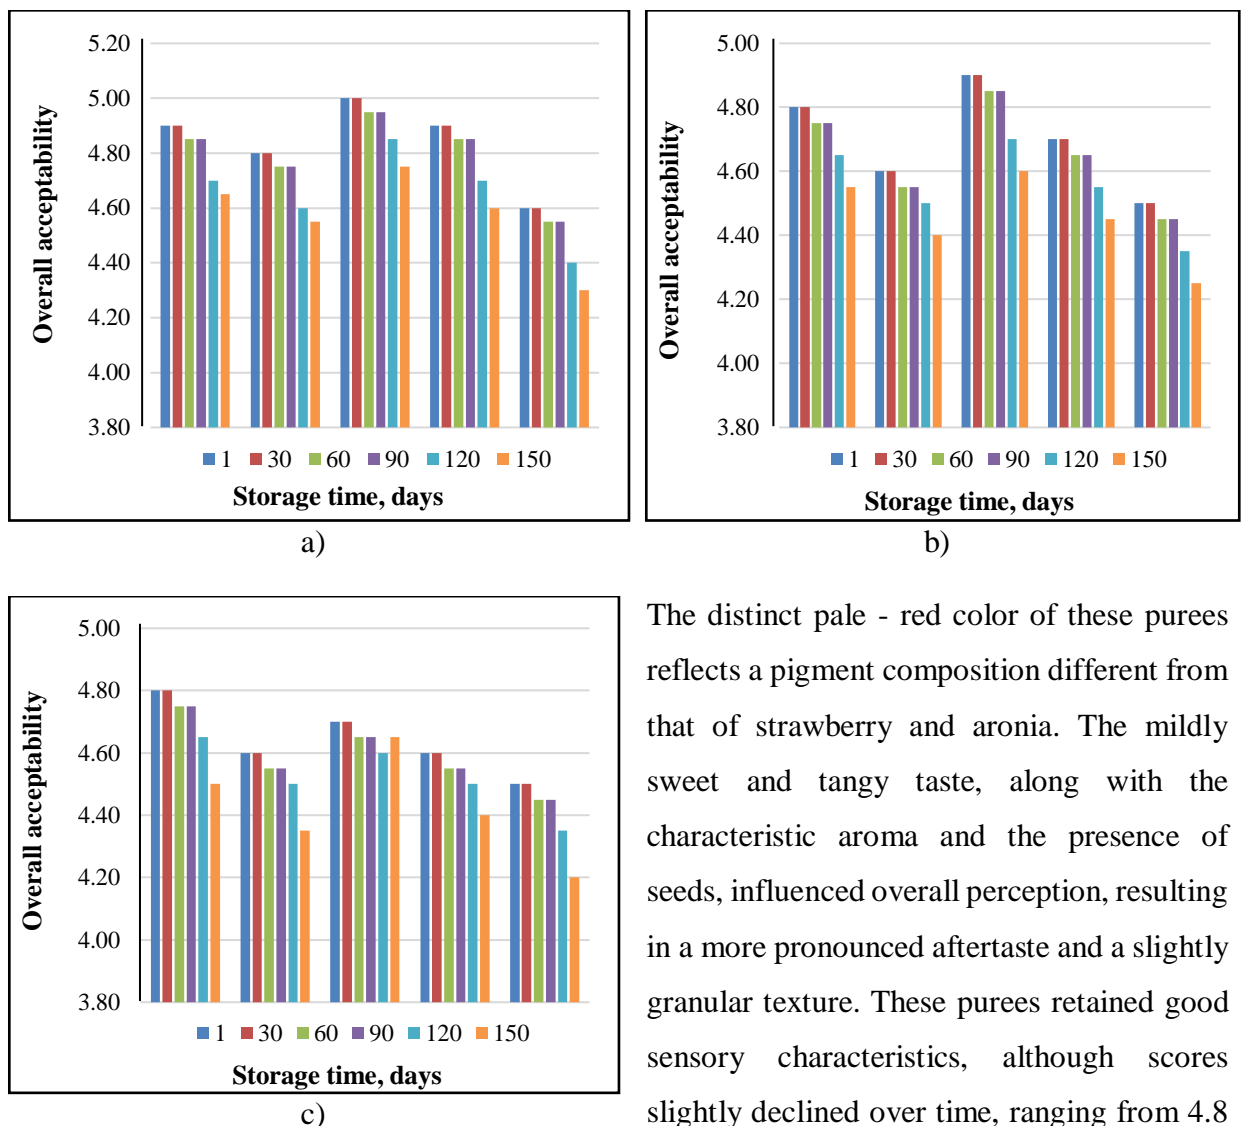 5.20
5.00
4.80
4.60
4.40
4.20
4.00
3.80
Overall acceptability
1 30 60 90 120 150
Storage time, days
a)
5.00
4.80
4.60
4.40
4.20
4.00
3.80
Overall acceptability
1 30 60 90 120 150
Storage time, days
b)
5.00
4.80
4.60
4.40
4.20
4.00
3.80
Overall acceptability
1 30 60 90 120 150
Storage time, days
c)
The distinct pale - red color of these purees
reflects a pigment composition different from
that of strawberry and aronia. The mildly
sweet and tangy taste, along with the
characteristic aroma and the presence of
seeds, influenced overall perception, resulting
in a more pronounced aftertaste and a slightly
granular texture. These purees retained good
sensory characteristics, although scores
slightly declined over time, ranging from 4.8